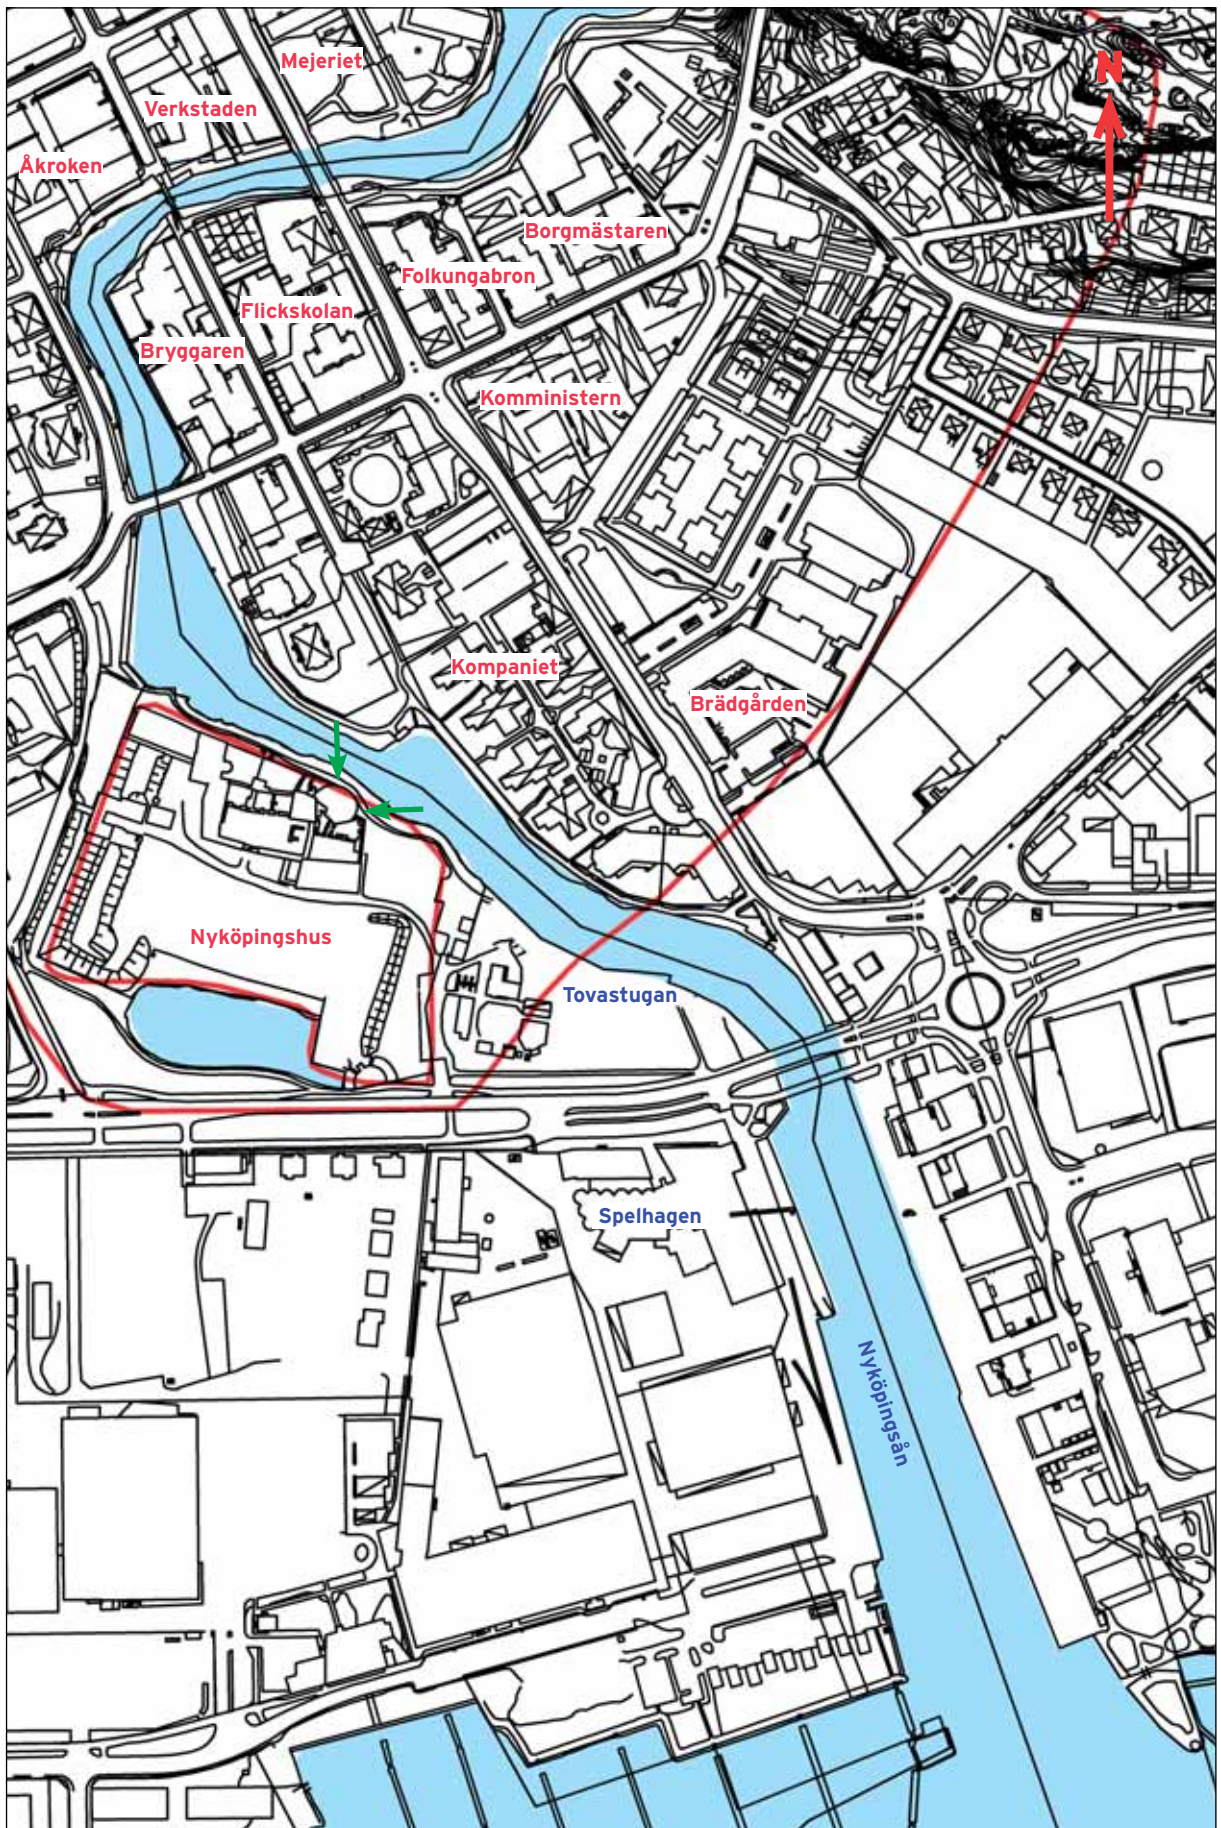 Mejeriet
N
Verkstaden
Åkroken
Borgmästaren
Folkungabron
Flickskolan
Bryggaren
Komministern
Kompaniet
Brädgården
Nyköpingshus
Tovastugan
Spelhagen
Nyköpingsån